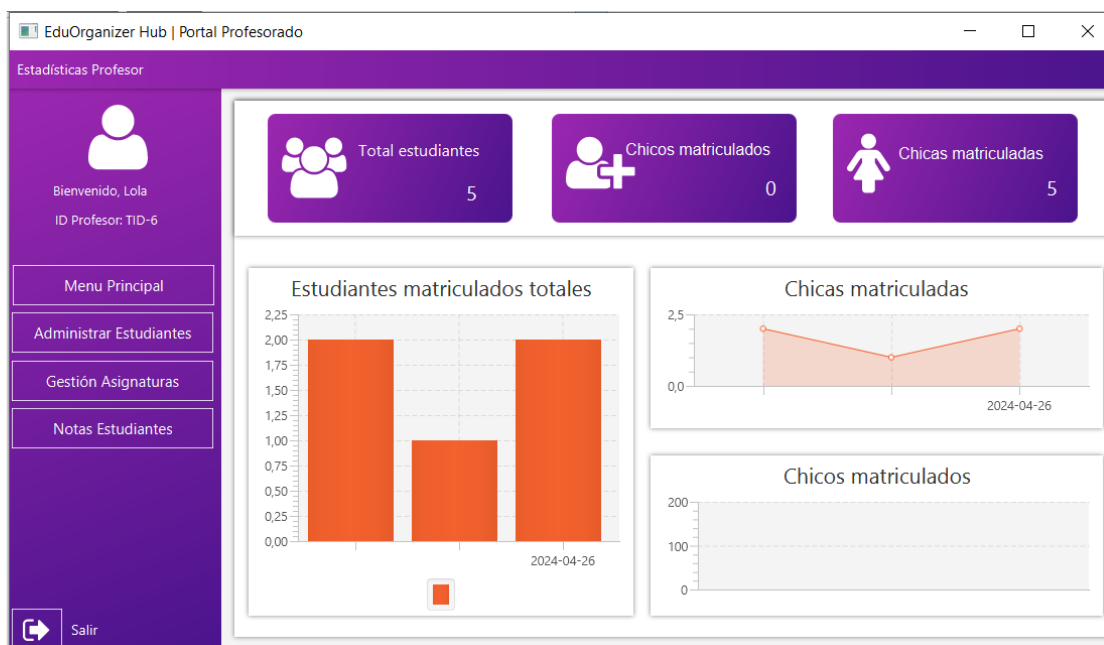 EduOrganizer Hub | Portal Profesorado
Estadísticas Profesor
Bienvenido, Lola
ID Profesor: TID-6
Menu Principal
Administrar Estudiantes
Gestión Asignaturas
Notas Estudiantes
Salir
Total estudiantes
5
Chicos matriculados
0
Chicas matriculadas
5
Estudiantes matriculados totales
2,25
2,00
1,75
1,50
1,25
1,00
0,75
0,50
0,25
0,00
2024-04-26
Chicas matriculadas
2,5
0,0
2024-04-26
Chicos matriculados
200
100
0